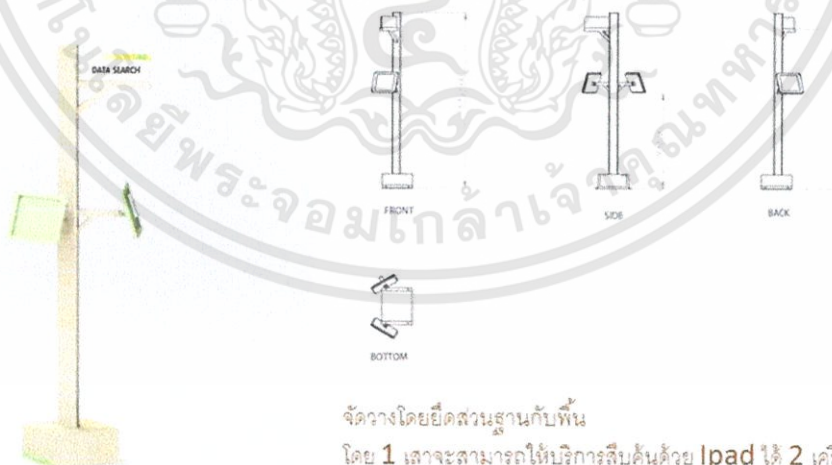 DATA SEARCH
FRONT
SIDE
BACK
BOTTOM
จัดวางโดยยึดส่วนฐานกับพื้น
โดย 1 เสาจะสามารถให้บริการสืบค้นด้วย Ipad ได้ 2